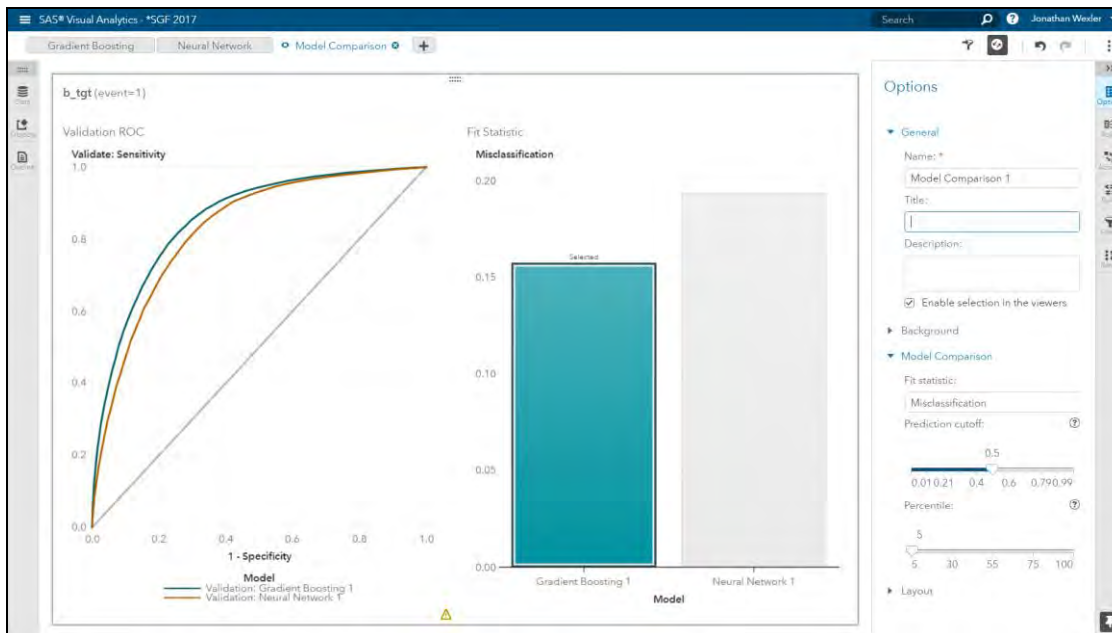 SAS® Visual Analytics - *SGF 2017
Search
Jonathan Wexler
Gradient Boosting
Neural Network
Model Comparison
b_tgt (event=1)
Validation ROC
Validate: Sensitivity
1.0
0.8
0.6
0.4
0.2
0.0
0.0 0.2 0.4 0.6 0.8 1.0
1 - Specificity
Model
Validation: Gradient Boosting 1
Validation: Neural Network 1
Fit Statistic
Misclassification
0.20
0.15
0.10
0.05
0.00
Selected
Gradient Boosting 1 Neural Network 1
Model
Options
General
Name: *
Model Comparison 1
Title:
Description:
Enable selection in the viewers
Background
Model Comparison
Fit statistic:
Misclassification
Prediction cutoff:
0.5
0.01 0.21 0.4 0.6 0.79 0.99
Percentile:
5
5 30 55 75 100
Layout